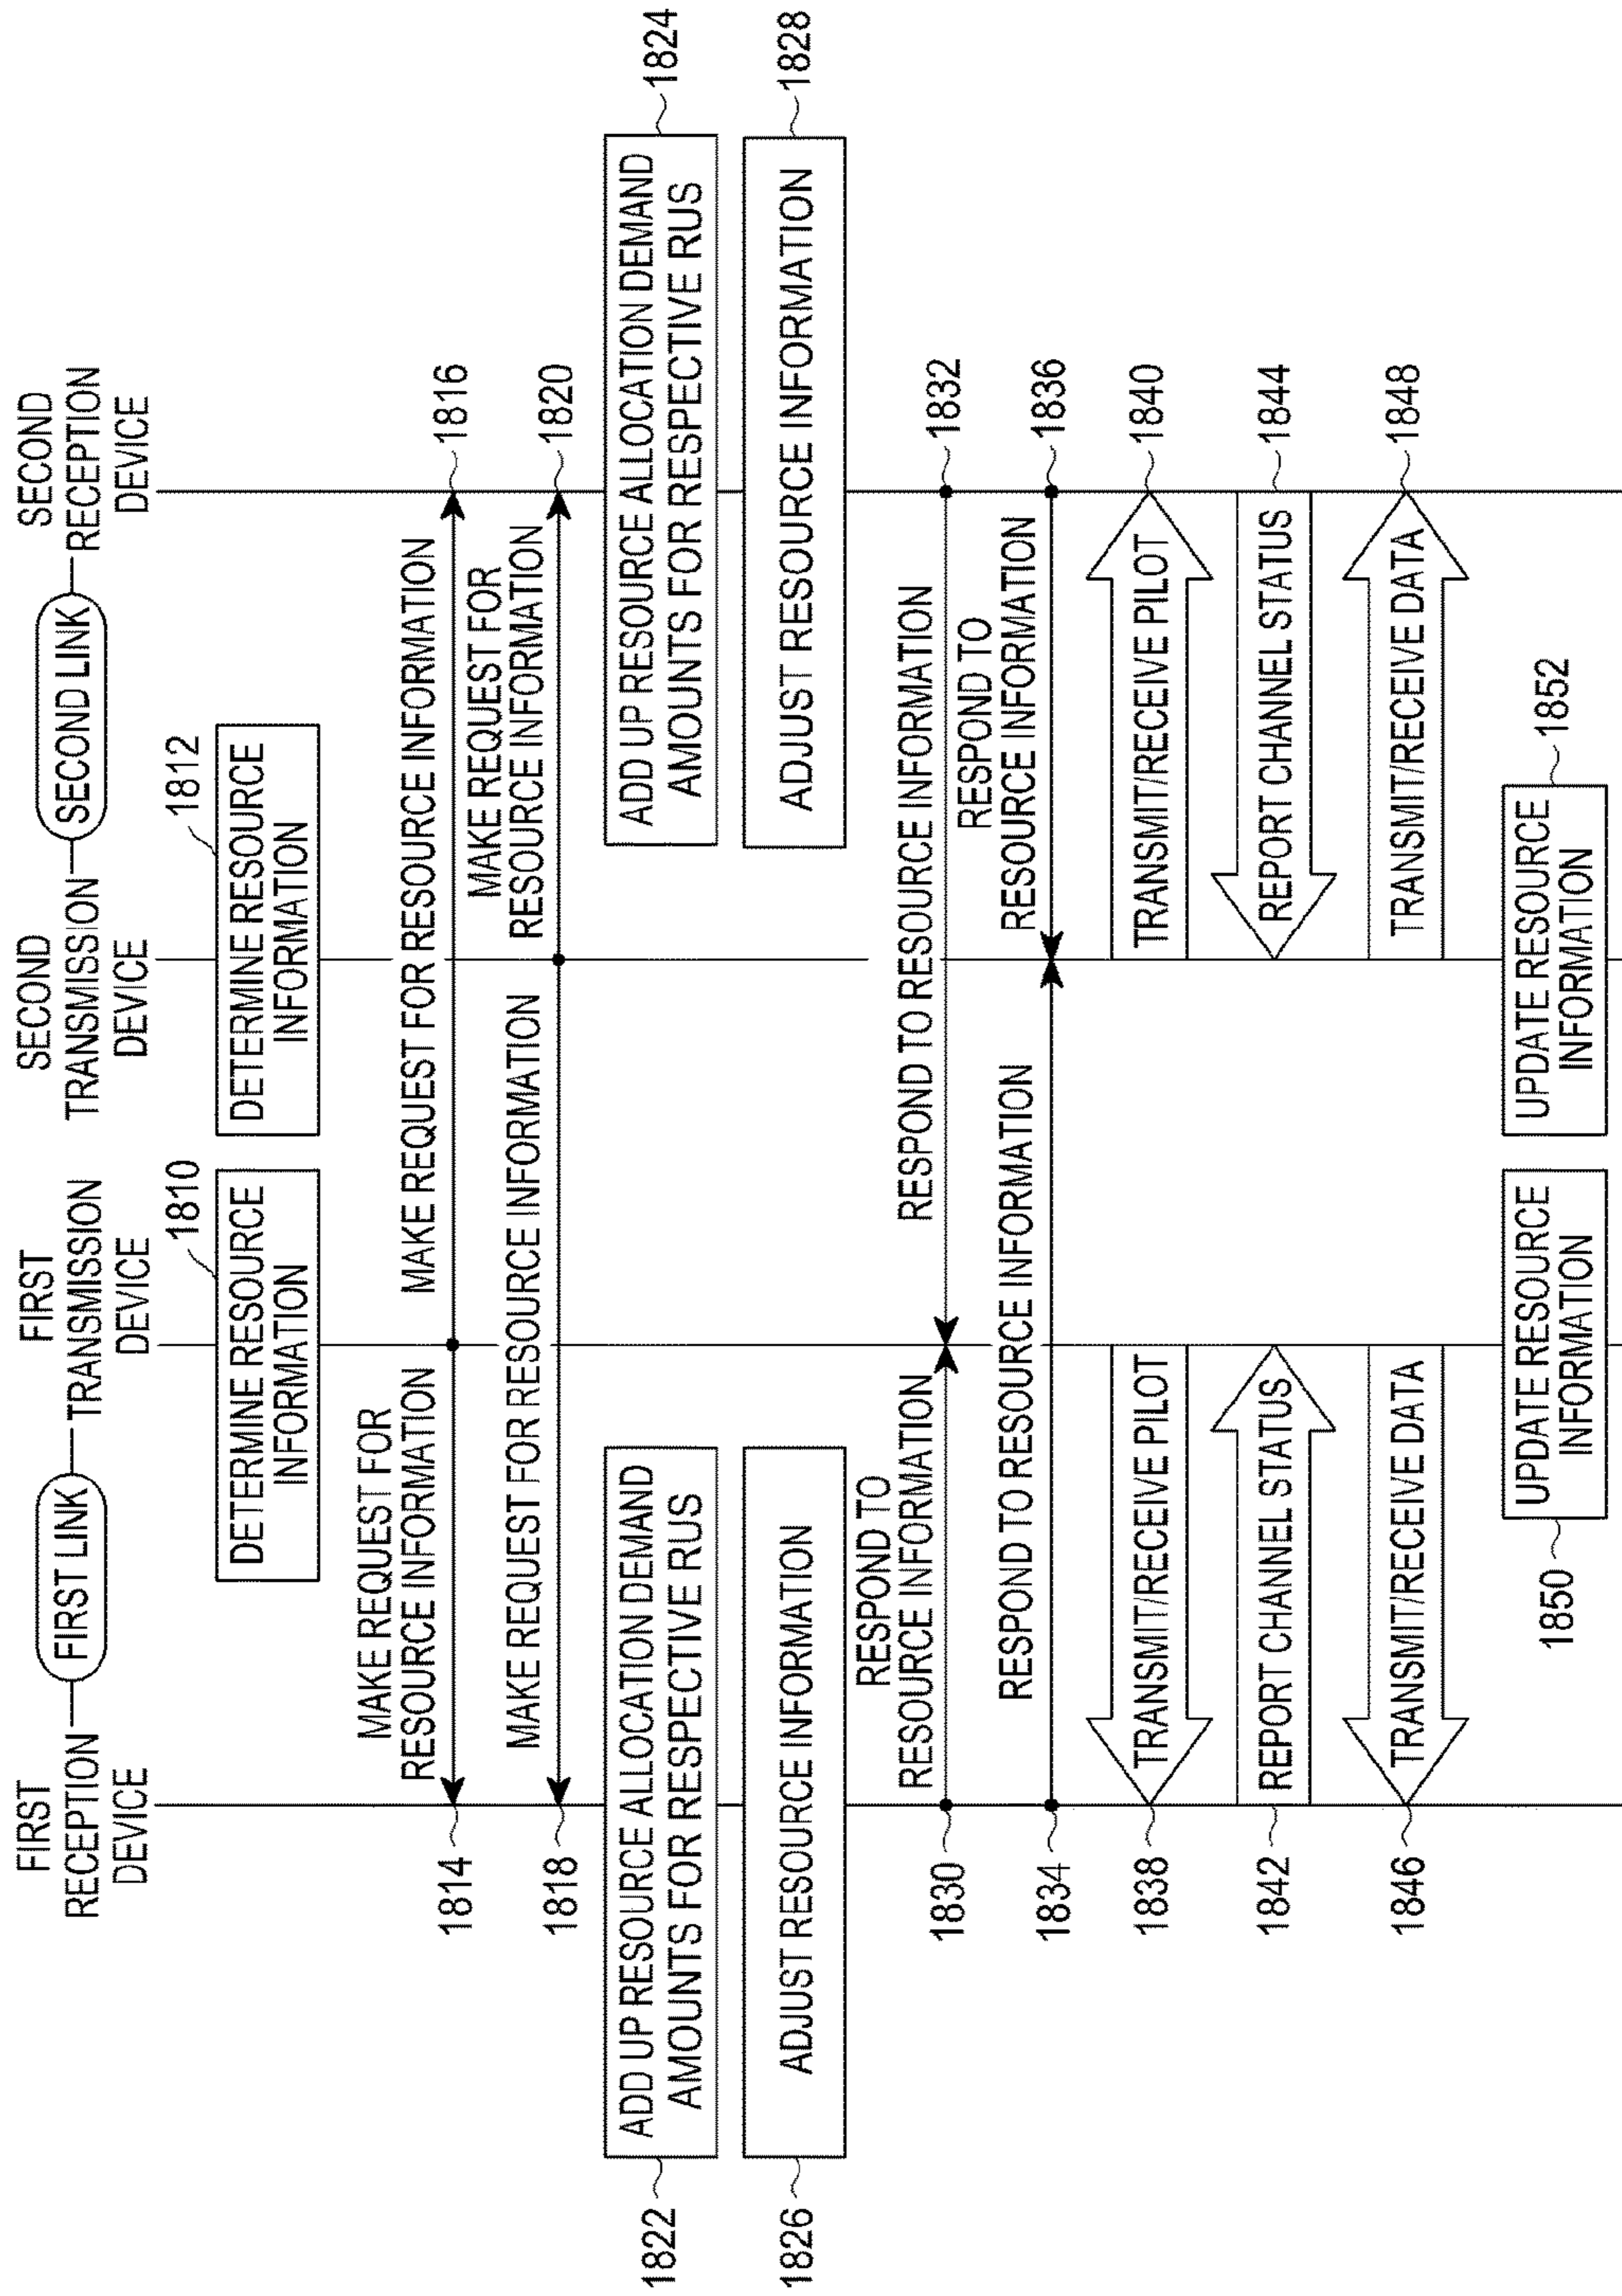 FIRST
RECEPTION
DEVICE
FIRST LINK
FIRST
TRANSMISSION
DEVICE
SECOND
TRANSMISSION
DEVICE
SECOND LINK
SECOND
RECEPTION
DEVICE
1810
DETERMINE RESOURCE
INFORMATION
1812
DETERMINE RESOURCE
INFORMATION
1814
MAKE REQUEST FOR
RESOURCE INFORMATION
MAKE REQUEST FOR RESOURCE INFORMATION
1816
1818
MAKE REQUEST FOR RESOURCE INFORMATION
MAKE REQUEST FOR
RESOURCE INFORMATION
1820
1822
ADD UP RESOURCE ALLOCATION DEMAND
AMOUNTS FOR RESPECTIVE RUS
ADD UP RESOURCE ALLOCATION DEMAND
AMOUNTS FOR RESPECTIVE RUS
1824
1826
ADJUST RESOURCE INFORMATION
ADJUST RESOURCE INFORMATION
1828
1830
RESPOND TO
RESOURCE INFORMATION
RESPOND TO RESOURCE INFORMATION
1832
1834
RESPOND TO RESOURCE INFORMATION
RESPOND TO
RESOURCE INFORMATION
1836
1838
TRANSMIT/RECEIVE PILOT
TRANSMIT/RECEIVE PILOT
1840
1842
REPORT CHANNEL STATUS
REPORT CHANNEL STATUS
1844
1846
TRANSMIT/RECEIVE DATA
TRANSMIT/RECEIVE DATA
1848
1850
UPDATE RESOURCE
INFORMATION
UPDATE RESOURCE
INFORMATION
1852